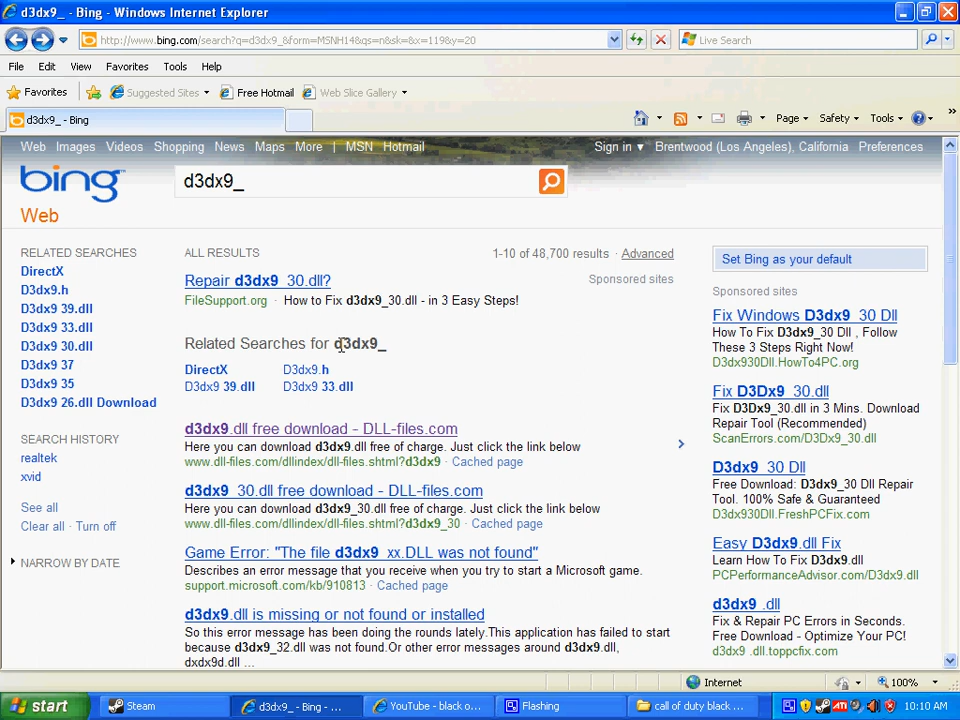 d3dx9_ - Bing - Windows Internet Explorer
http://www.bing.com/search?q=d3dx9_&form=MSNH14&qs=n&sk=&x=119&y=20
Live Search
File Edit View Favorites Tools Help
Favorites Suggested Sites Free Hotmail Web Slice Gallery
d3dx9_ - Bing
Page Safety Tools
Web Images Videos Shopping News Maps More | MSN Hotmail
Sign in Brentwood (Los Angeles), California Preferences
bing
d3dx9_
Web
RELATED SEARCHES
DirectX
D3dx9.h
D3dx9 39.dll
D3dx9 33.dll
D3dx9 30.dll
D3dx9 37
D3dx9 35
D3dx9 26.dll Download
SEARCH HISTORY
realtek
xvid
See all
Clear all · Turn off
NARROW BY DATE
ALL RESULTS
1-10 of 48,700 results · Advanced
Repair d3dx9_30.dll?
Sponsored sites
FileSupport.org · How to Fix d3dx9_30.dll - in 3 Easy Steps!
Related Searches for d3dx9_
DirectX D3dx9.h
D3dx9 39.dll D3dx9 33.dll
d3dx9.dll free download - DLL-files.com
Here you can download d3dx9.dll free of charge. Just click the link below
www.dll-files.com/dllindex/dll-files.shtml?d3dx9 · Cached page
d3dx9_30.dll free download - DLL-files.com
Here you can download d3dx9_30.dll free of charge. Just click the link below
www.dll-files.com/dllindex/dll-files.shtml?d3dx9_30 · Cached page
Game Error: "The file d3dx9_xx.DLL was not found"
Describes an error message that you receive when you try to start a Microsoft game.
support.microsoft.com/kb/910813 · Cached page
d3dx9.dll is missing or not found or installed
So this error message has been doing the rounds lately.This application has failed to start
because d3dx9_32.dll was not found.Or other error messages around d3dx9.dll,
dxdx9d.dll ...
Set Bing as your default
Sponsored sites
Fix Windows D3dx9_30 Dll
How To Fix D3dx9_30 Dll , Follow
These 3 Steps Right Now!
D3dx930Dll.HowTo4PC.org
Fix D3Dx9_30.dll
Fix D3Dx9_30.dll in 3 Mins. Download
Repair Tool (Recommended)
ScanErrors.com/D3Dx9_30.dll
D3dx9_30 Dll
Free Download: D3dx9_30 Dll Repair
Tool. 100% Safe & Guaranteed
D3dx930Dll.FreshPCFix.com
Easy D3dx9.dll Fix
Learn How To Fix D3dx9.dll
PCPerformanceAdvisor.com/D3dx9.dll
d3dx9_.dll
Fix & Repair PC Errors in Seconds.
Free Download - Optimize Your PC!
d3dx9_.dll.toppcfix.com
Internet 100%
start Steam d3dx9_ - Bing - ... YouTube - black o... Flashing call of duty black ... ATI 10:10 AM